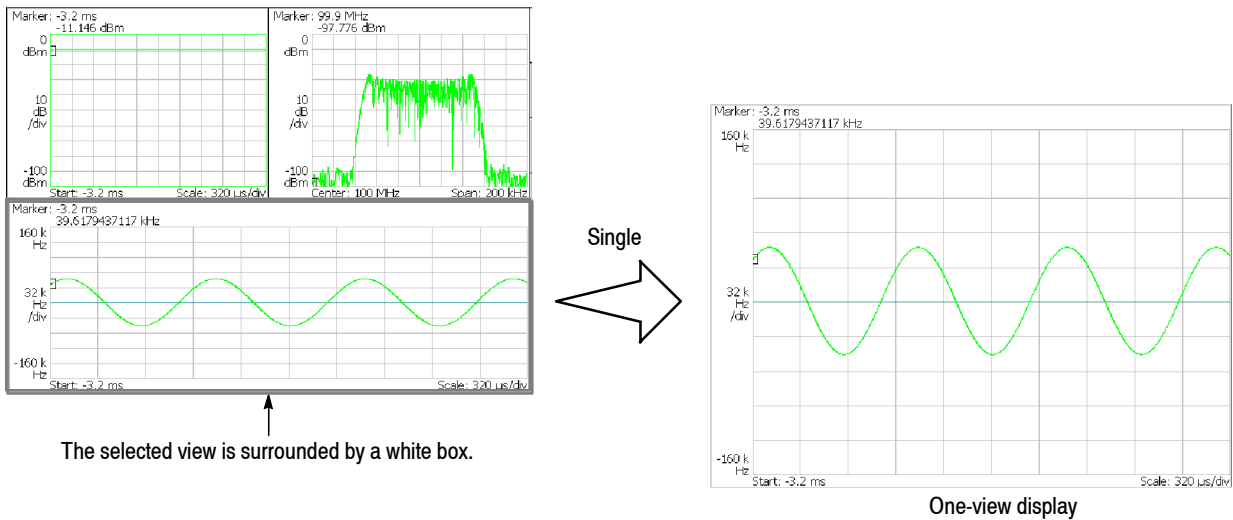 Marker: -3.2 ms
-11.146 dBm
0
dBm
10
dB
/div
-100
dBm
Start: -3.2 ms Scale: 320 µs/div
Marker: 99.9 MHz
-97.776 dBm
0
dBm
10
dB
/div
-100
dBm
Center: 100 MHz Span: 200 kHz
Marker: -3.2 ms
39.6179437117 kHz
160 k
Hz
32 k
Hz
/div
-160 k
Hz
Start: -3.2 ms Scale: 320 µs/div
The selected view is surrounded by a white box.
Single
Marker: -3.2 ms
39.6179437117 kHz
160 k
Hz
32 k
Hz
/div
-160 k
Hz
Start: -3.2 ms Scale: 320 µs/div
One-view display